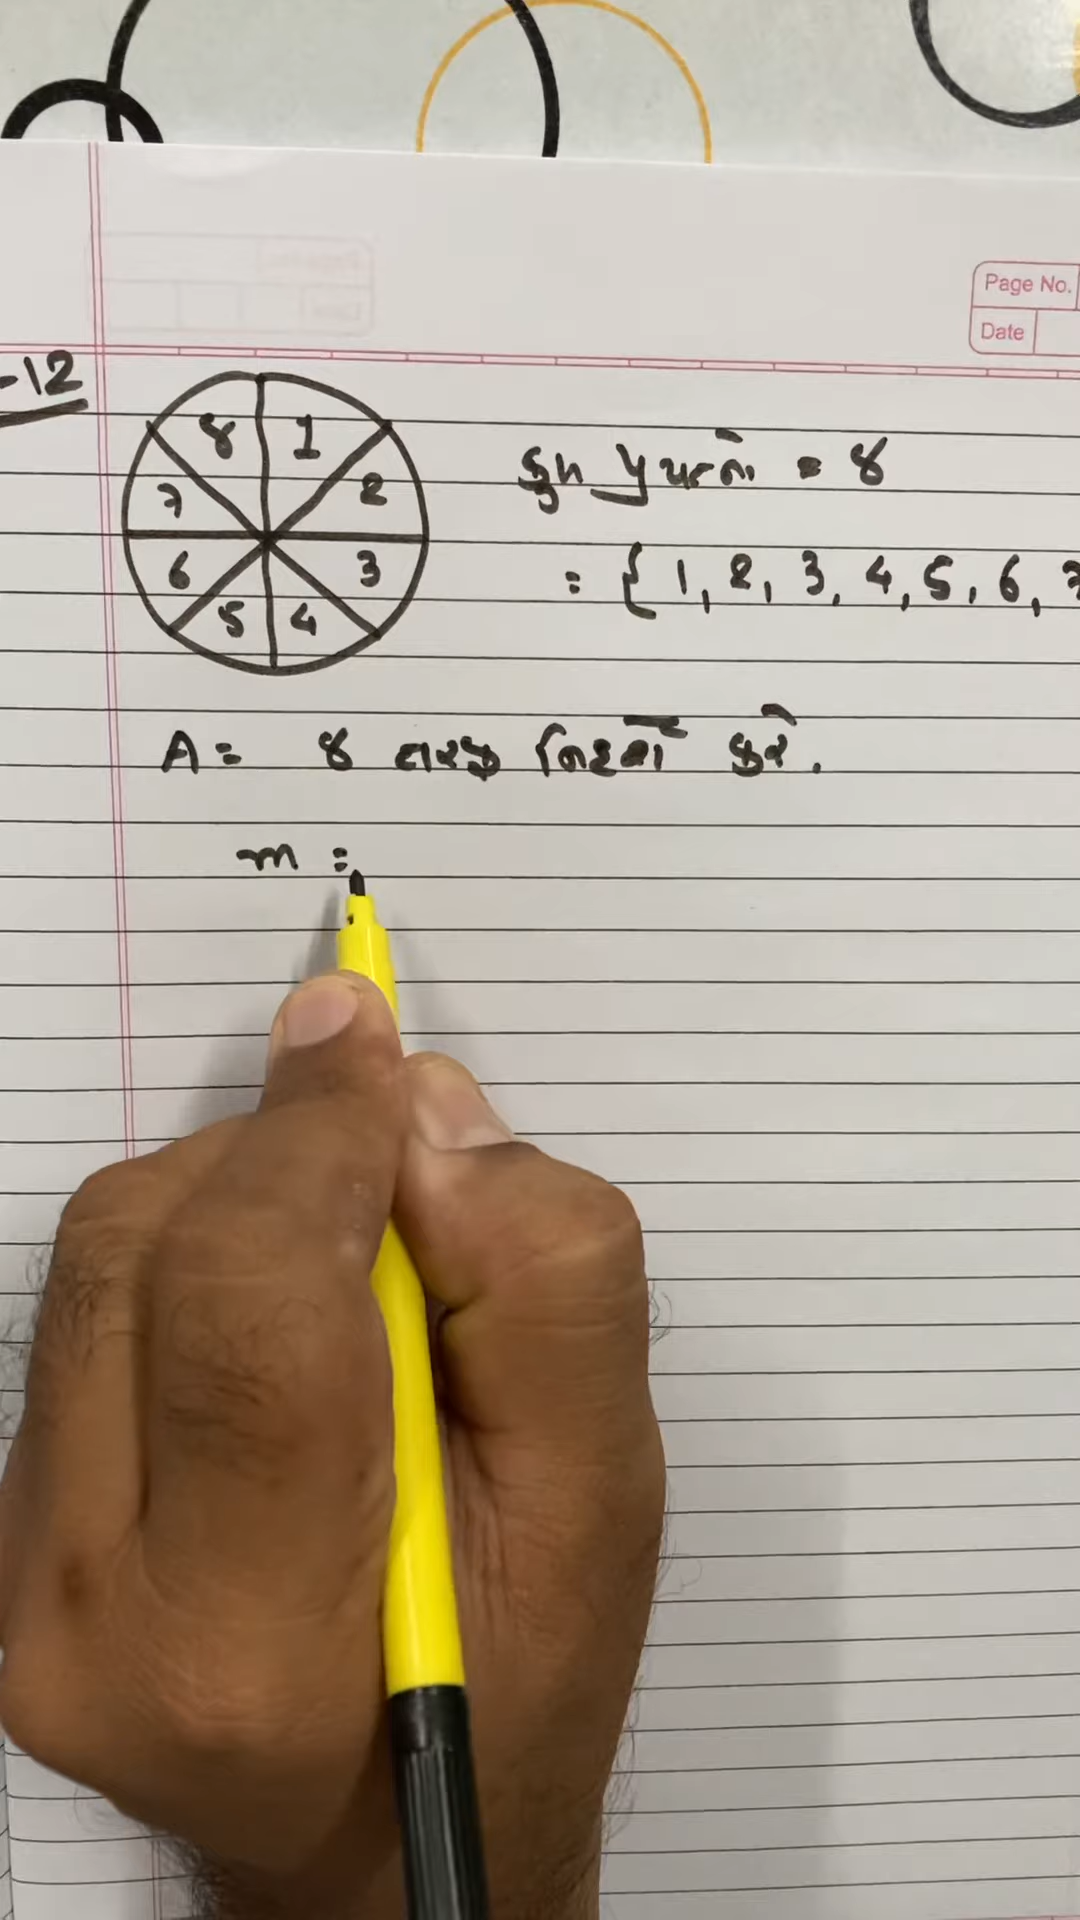 Page No.
Date
-12
8 1
7 2
6 3
5 4
કુલ = 8
= { 1, 2, 3, 4, 5, 6, 7
A = 8 તરફ નિર્દેશ કરે.
m =